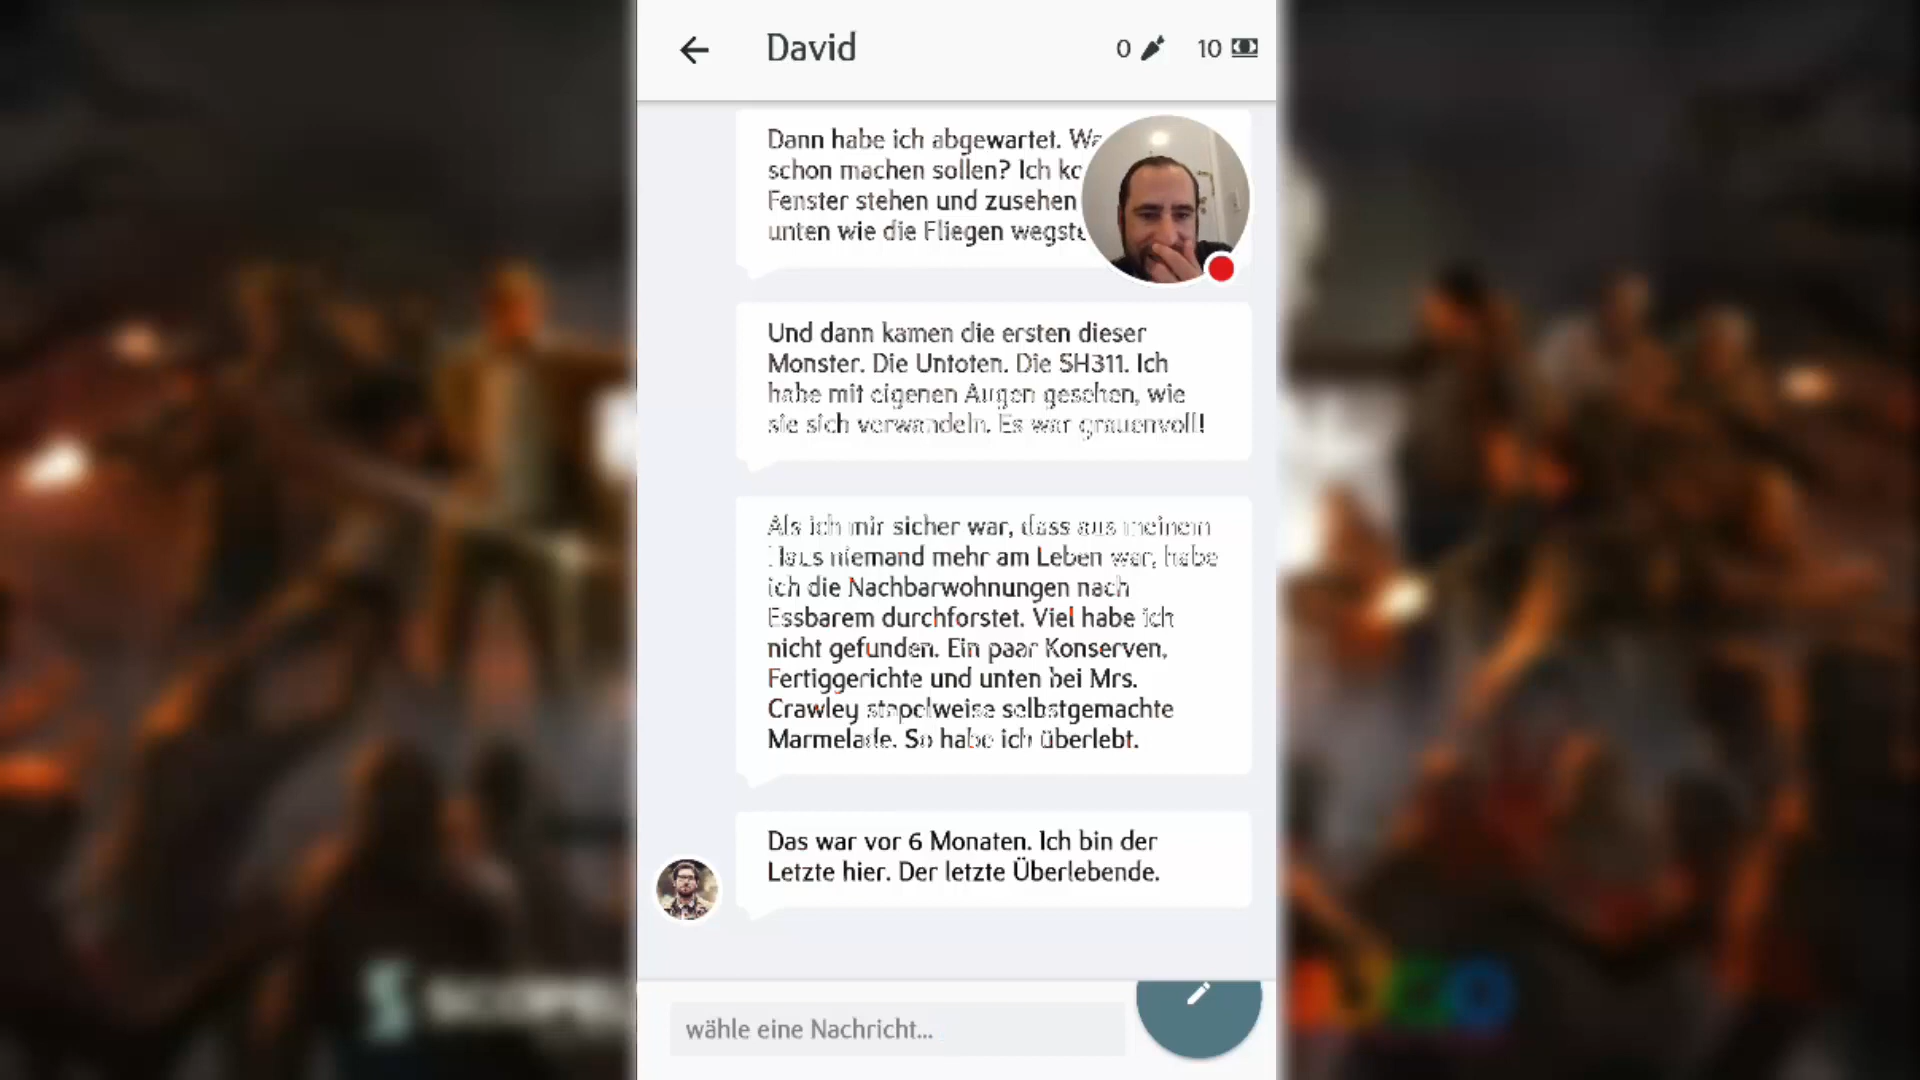 David
0
10
Dann habe ich abgewartet.
schon machen sollen? Ich
Fenster stehen und zusehen
unten wie die Fliegen
Und dann kamen die ersten dieser
Monster. Die Untoten. Die SH311. Ich
habe mit eigenen Augen gesehen, wie
sie sich verwandeln. Es war grauenvoll!
Als ich mir sicher war, dass aus meinem
Haus niemand mehr am Leben war, habe
ich die Nachbarwohnungen nach
Essbarem durchforstet. Viel habe ich
nicht gefunden. Ein paar Konserven,
Fertiggerichte und unten bei Mrs.
Crawley stapelweise selbstgemachte
Marmelade. So habe ich überlebt.
Das war vor 6 Monaten. Ich bin der
Letzte hier. Der letzte Überlebende.
wähle eine Nachricht...